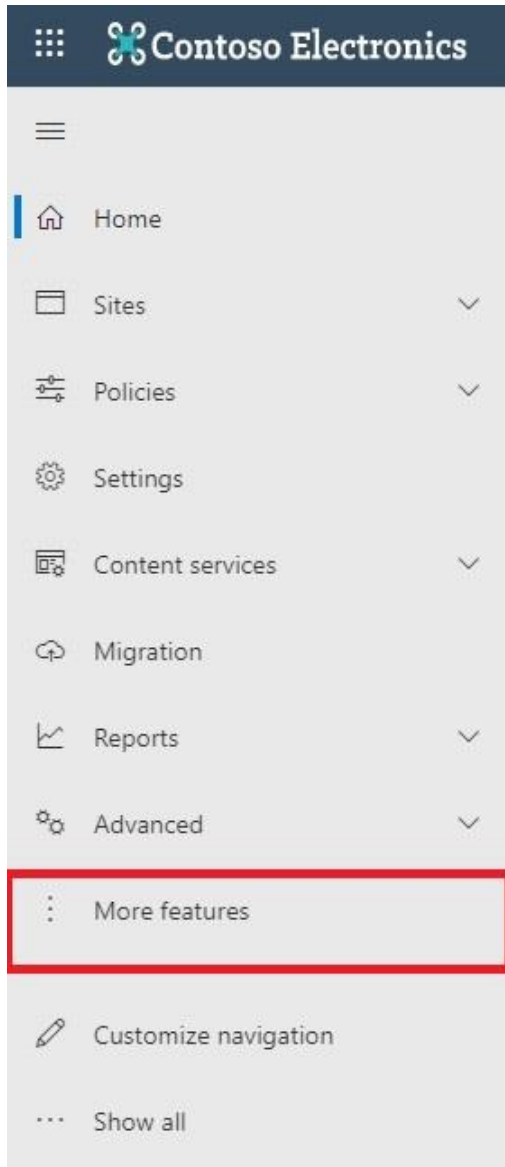 Contoso Electronics
Home
Sites
Policies
Settings
Content services
Migration
Reports
Advanced
More features
Customize navigation
Show all